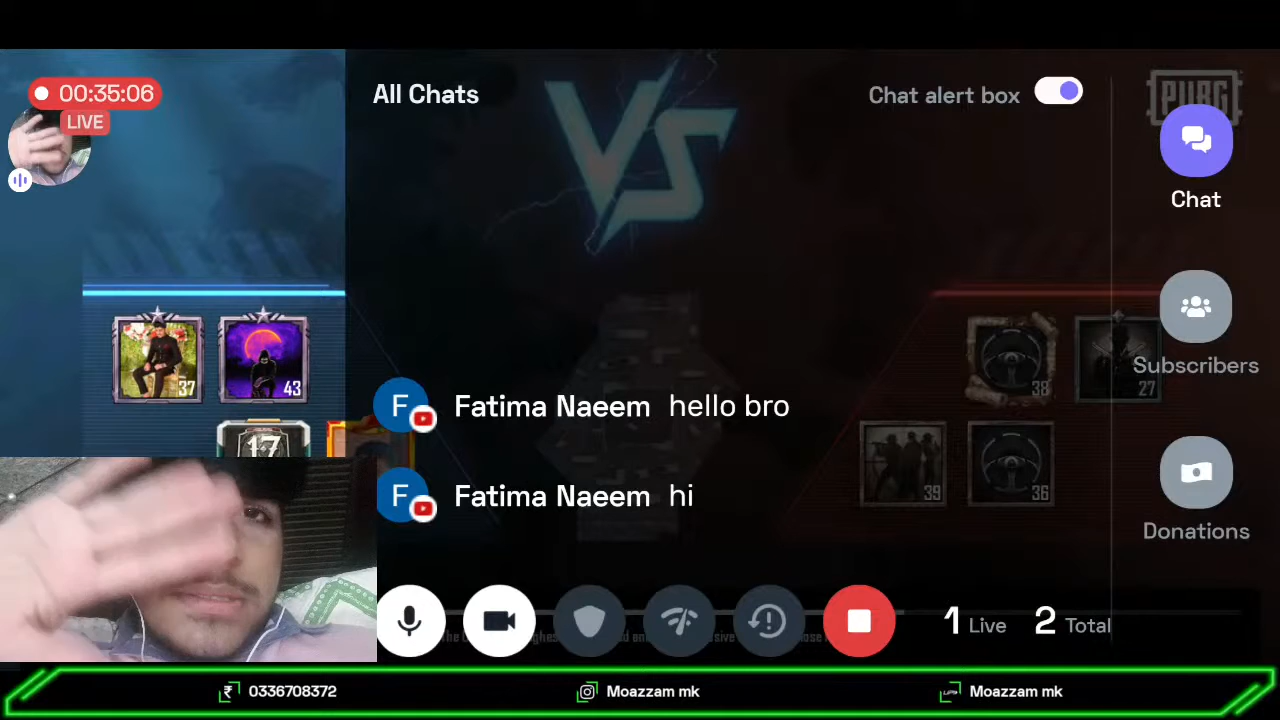 00:35:06
LIVE
All Chats
Chat alert box
VS
PUBG
Chat
37
43
38
27
Subscribers
17
39
36
F Fatima Naeem hello bro
F Fatima Naeem hi
Donations
1 Live 2 Total
₹ 0336708372
Moazzam mk
Moazzam mk